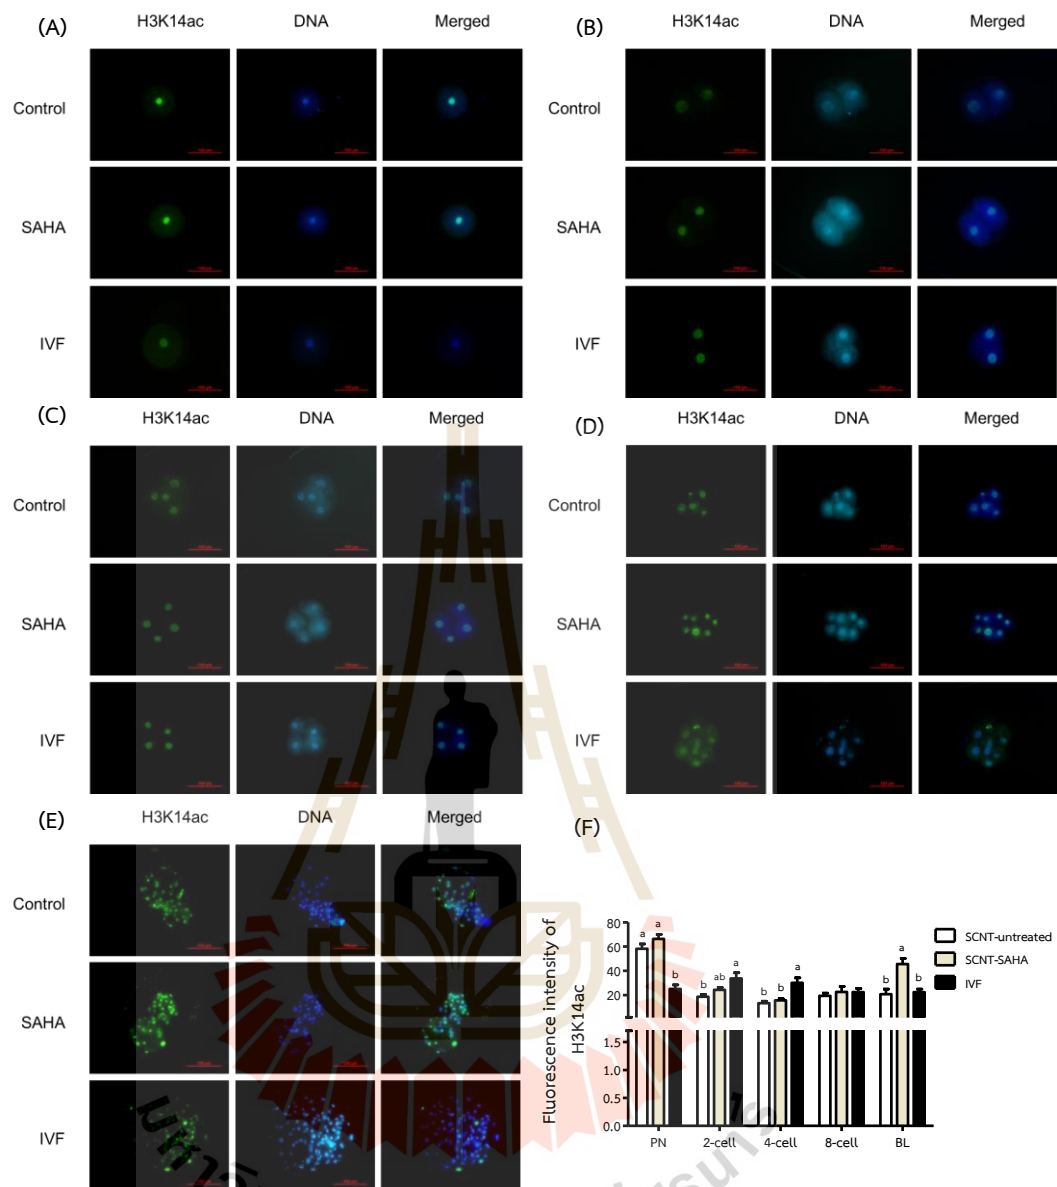 (A)
H3K14ac DNA Merged
Control
SAHA
IVF
(B)
H3K14ac DNA Merged
Control
SAHA
IVF
(C)
H3K14ac DNA Merged
Control
SAHA
IVF
(D)
H3K14ac DNA Merged
Control
SAHA
IVF
(E)
H3K14ac DNA Merged
Control
SAHA
IVF
(F)
Fluorescence intensity of
H3K14ac
80
60
40
20
1.5
1.0
0.5
0.0
a a b
b ab a
b b a
b a b
PN 2-cell 4-cell 8-cell BL
SCNT-untreated
SCNT-SAHA
IVF